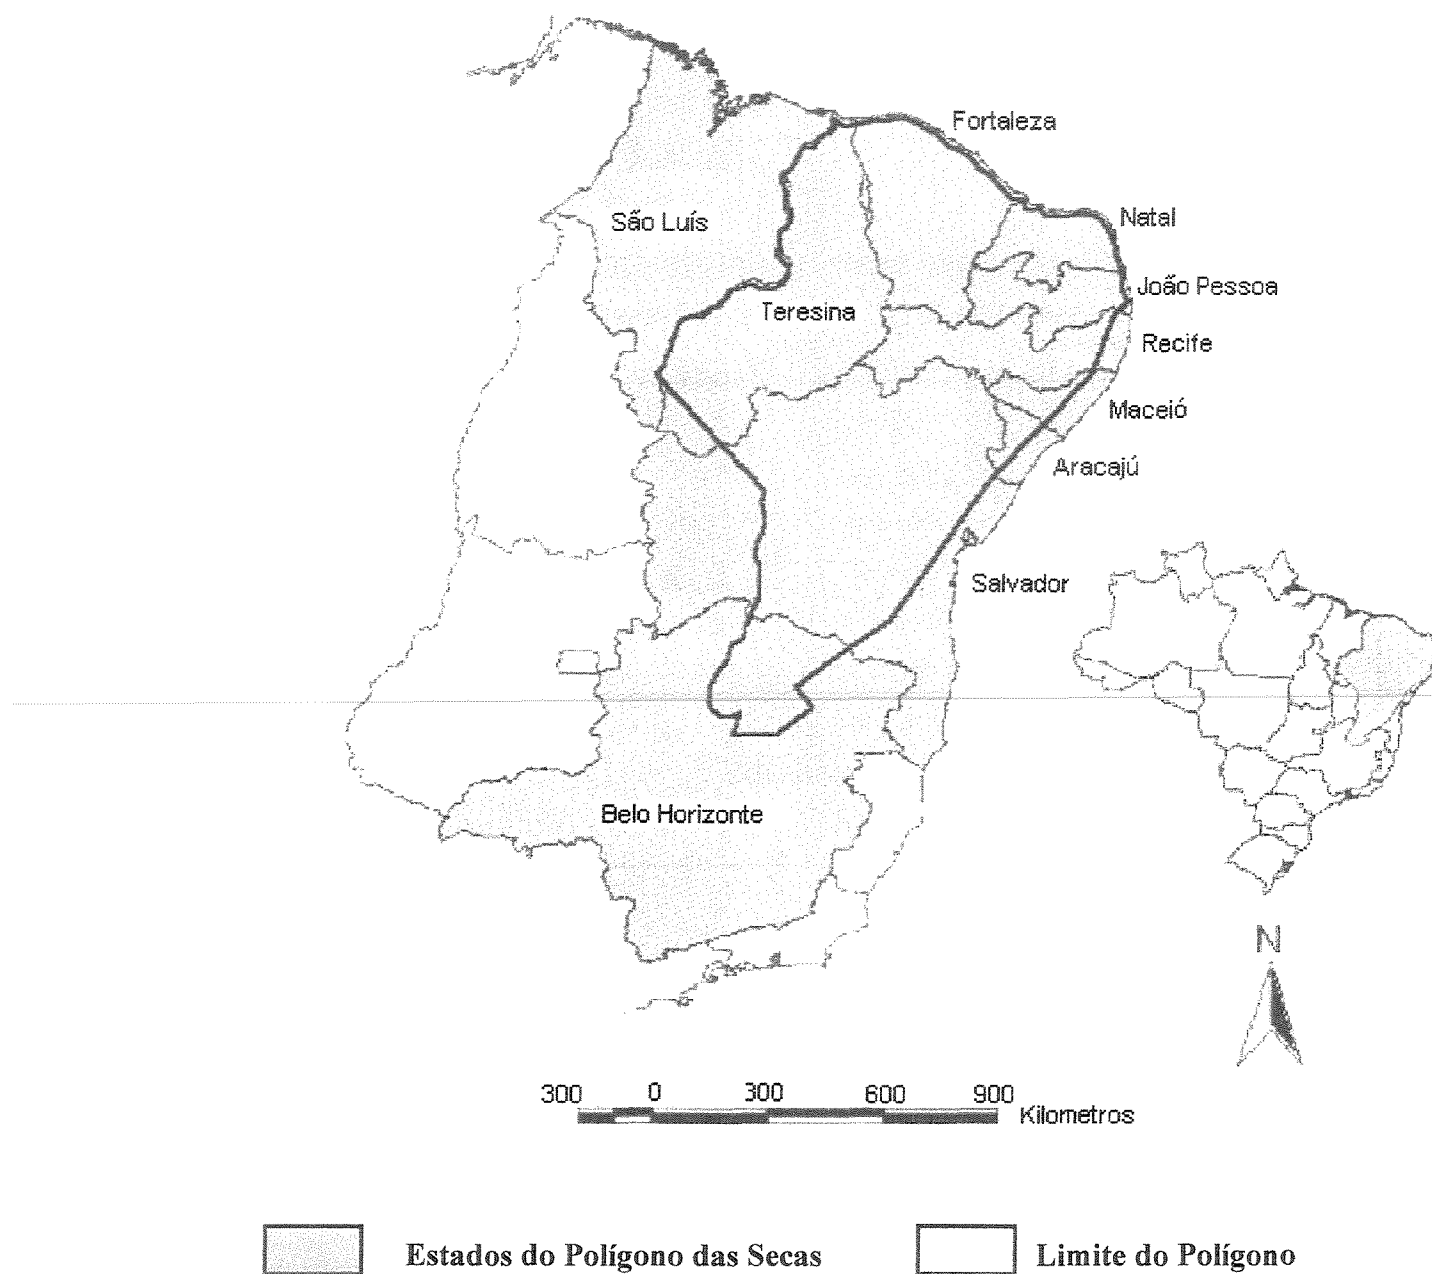 Fortaleza
Natal
São Luís
João Pessoa
Teresina
Recife
Maceió
Aracajú
Salvador
Belo Horizonte
N
300 0 300 600 900
Kilometros
Estados do Polígono das Secas Limite do Polígono